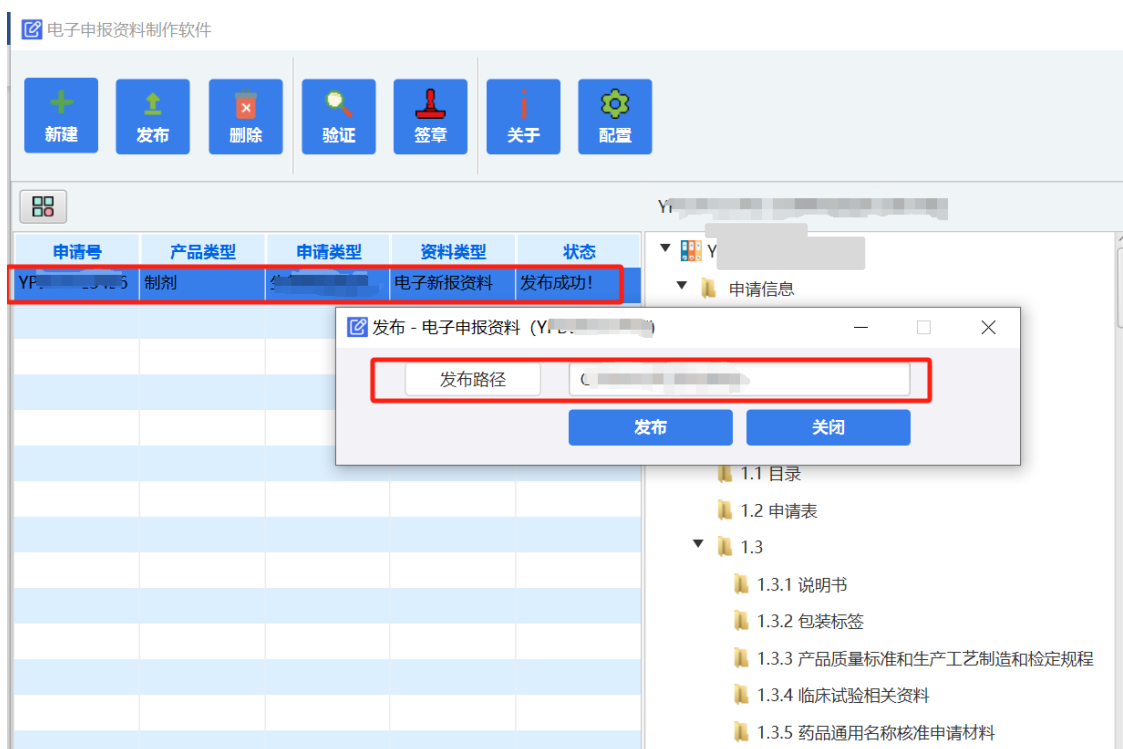 电子申报资料制作软件
新建 发布 删除 验证 签章 关于 配置
申请号 产品类型 申请类型 资料类型 状态
制剂 电子新报资料 发布成功!
申请信息
发布 - 电子申报资料
发布路径
发布 关闭
1.1 目录
1.2 申请表
1.3
1.3.1 说明书
1.3.2 包装标签
1.3.3 产品质量标准和生产工艺制造和检定规程
1.3.4 临床试验相关资料
1.3.5 药品通用名称核准申请材料